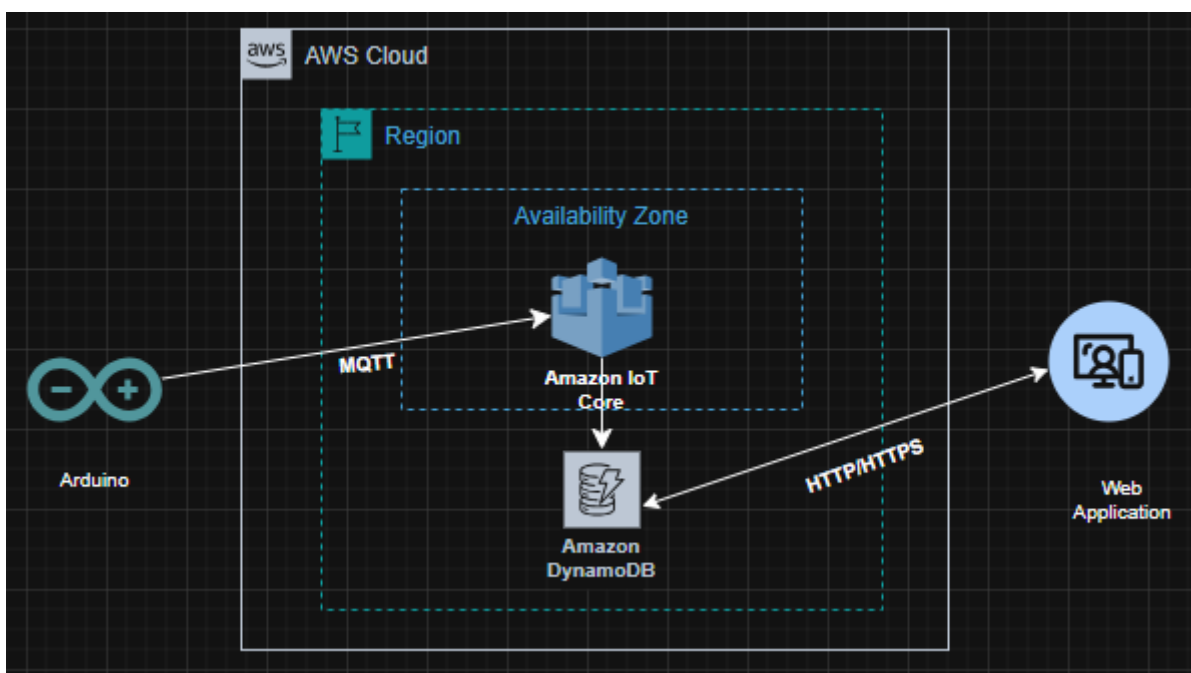 aws
AWS Cloud
Region
Availability Zone
MQTT
Amazon IoT
Core
Arduino
HTTP/HTTPS
Amazon
DynamoDB
Web
Application